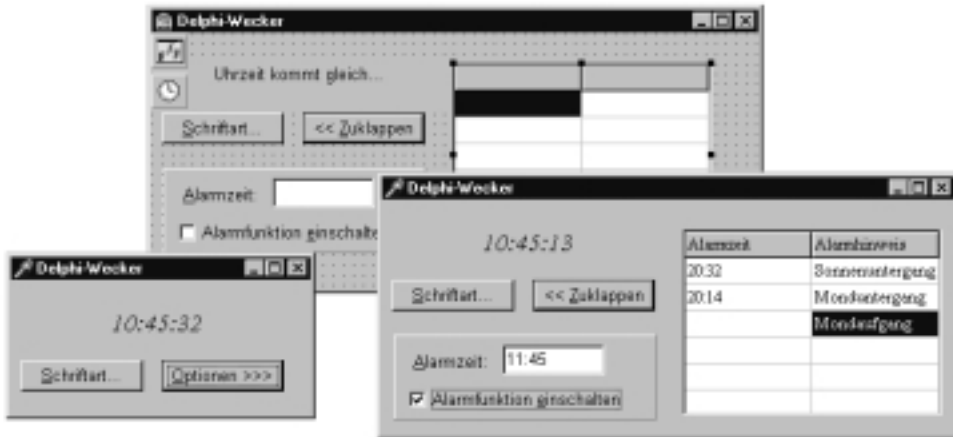 Delphi-Wecker
Uhrzeit kommt gleich...
Schriftart...
<< Zuklappen
Alarmzeit:
Alarmfunktion einschalte
Delphi-Wecker
10:45:13
Schriftart...
<< Zuklappen
Alarmzeit: 11:45
Alarmfunktion einschalten
Alarmzeit Alarmhinweis
20:32 Sonnenuntergang
20:14 Monduntergang
Mondaufgang
Delphi-Wecker
10:45:32
Schriftart...
Optionen >>>